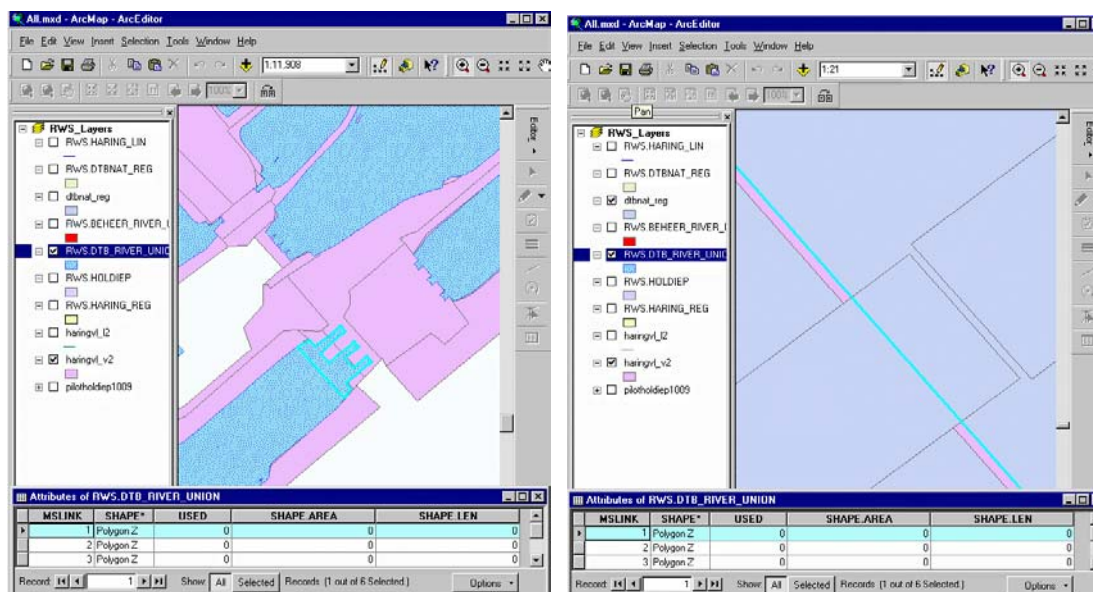 All.mxd - ArcMap - ArcEditor
File Edit View Insert Selection Tools Window Help
1:11,908
100%
RWS_Layers
RWS.HARING_LIN
RWS.DTBNAT_REG
dtbnat_reg
RWS.BEHEER_RIVER_U
RWS.DTB_RIVER_UNIO
RWS.HOLDIEP
RWS.HARING_REG
haringvl_l2
haringvl_v2
pilotholdiep1009
Editor
Attributes of RWS.DTB_RIVER_UNION
MSLINK SHAPE* USED SHAPE.AREA SHAPE.LEN
1 Polygon Z 0 0 0
2 Polygon Z 0 0 0
3 Polygon Z 0 0 0
Record: 1 Show: All Selected Records (1 out of 6 Selected.) Options
All.mxd - ArcMap - ArcEditor
File Edit View Insert Selection Tools Window Help
1:21
100%
Pan
RWS_Layers
RWS.HARING_LIN
RWS.DTBNAT_REG
dtbnat_reg
RWS.BEHEER_RIVER_U
RWS.DTB_RIVER_UNIO
RWS.HOLDIEP
RWS.HARING_REG
haringvl_l2
haringvl_v2
pilotholdiep1009
Editor
Attributes of RWS.DTB_RIVER_UNION
MSLINK SHAPE* USED SHAPE.AREA SHAPE.LEN
1 Polygon Z 0 0 0
2 Polygon Z 0 0 0
3 Polygon Z 0 0 0
Record: 1 Show: All Selected Records (1 out of 6 Selected.) Options